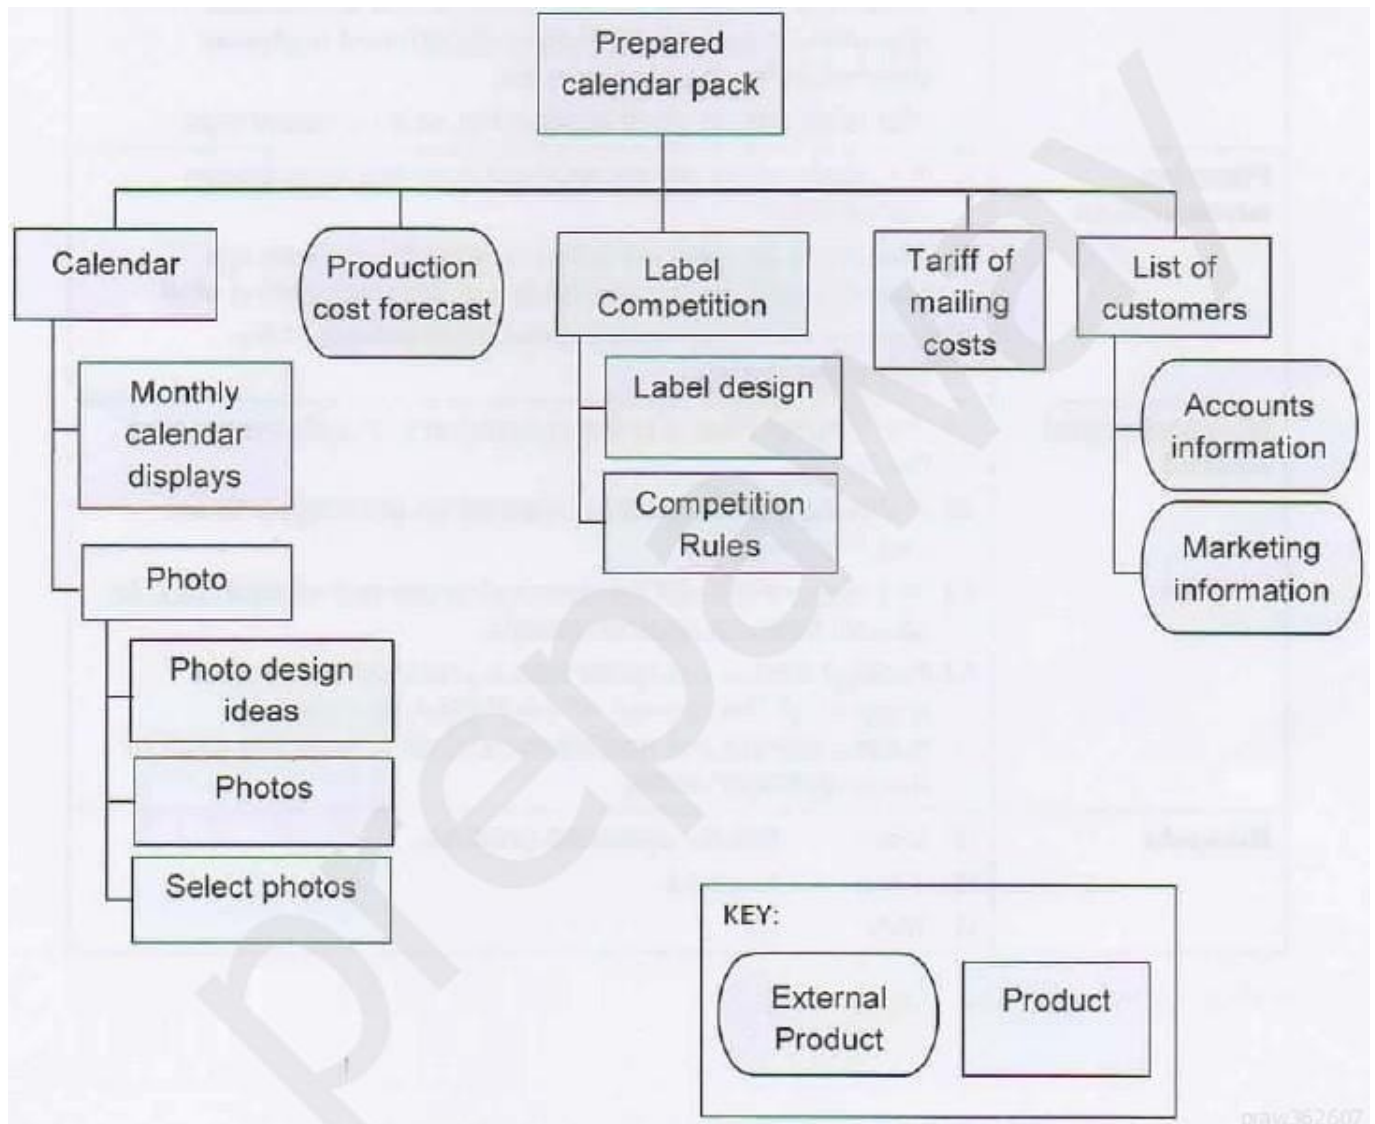 Prepared
calendar pack
Calendar
Production
cost forecast
Label
Competition
Tariff of
mailing
costs
List of
customers
Monthly
calendar
displays
Label design
Accounts
information
Competition
Rules
Marketing
information
Photo
Photo design
ideas
Photos
Select photos
KEY:
External
Product
Product
prepaway